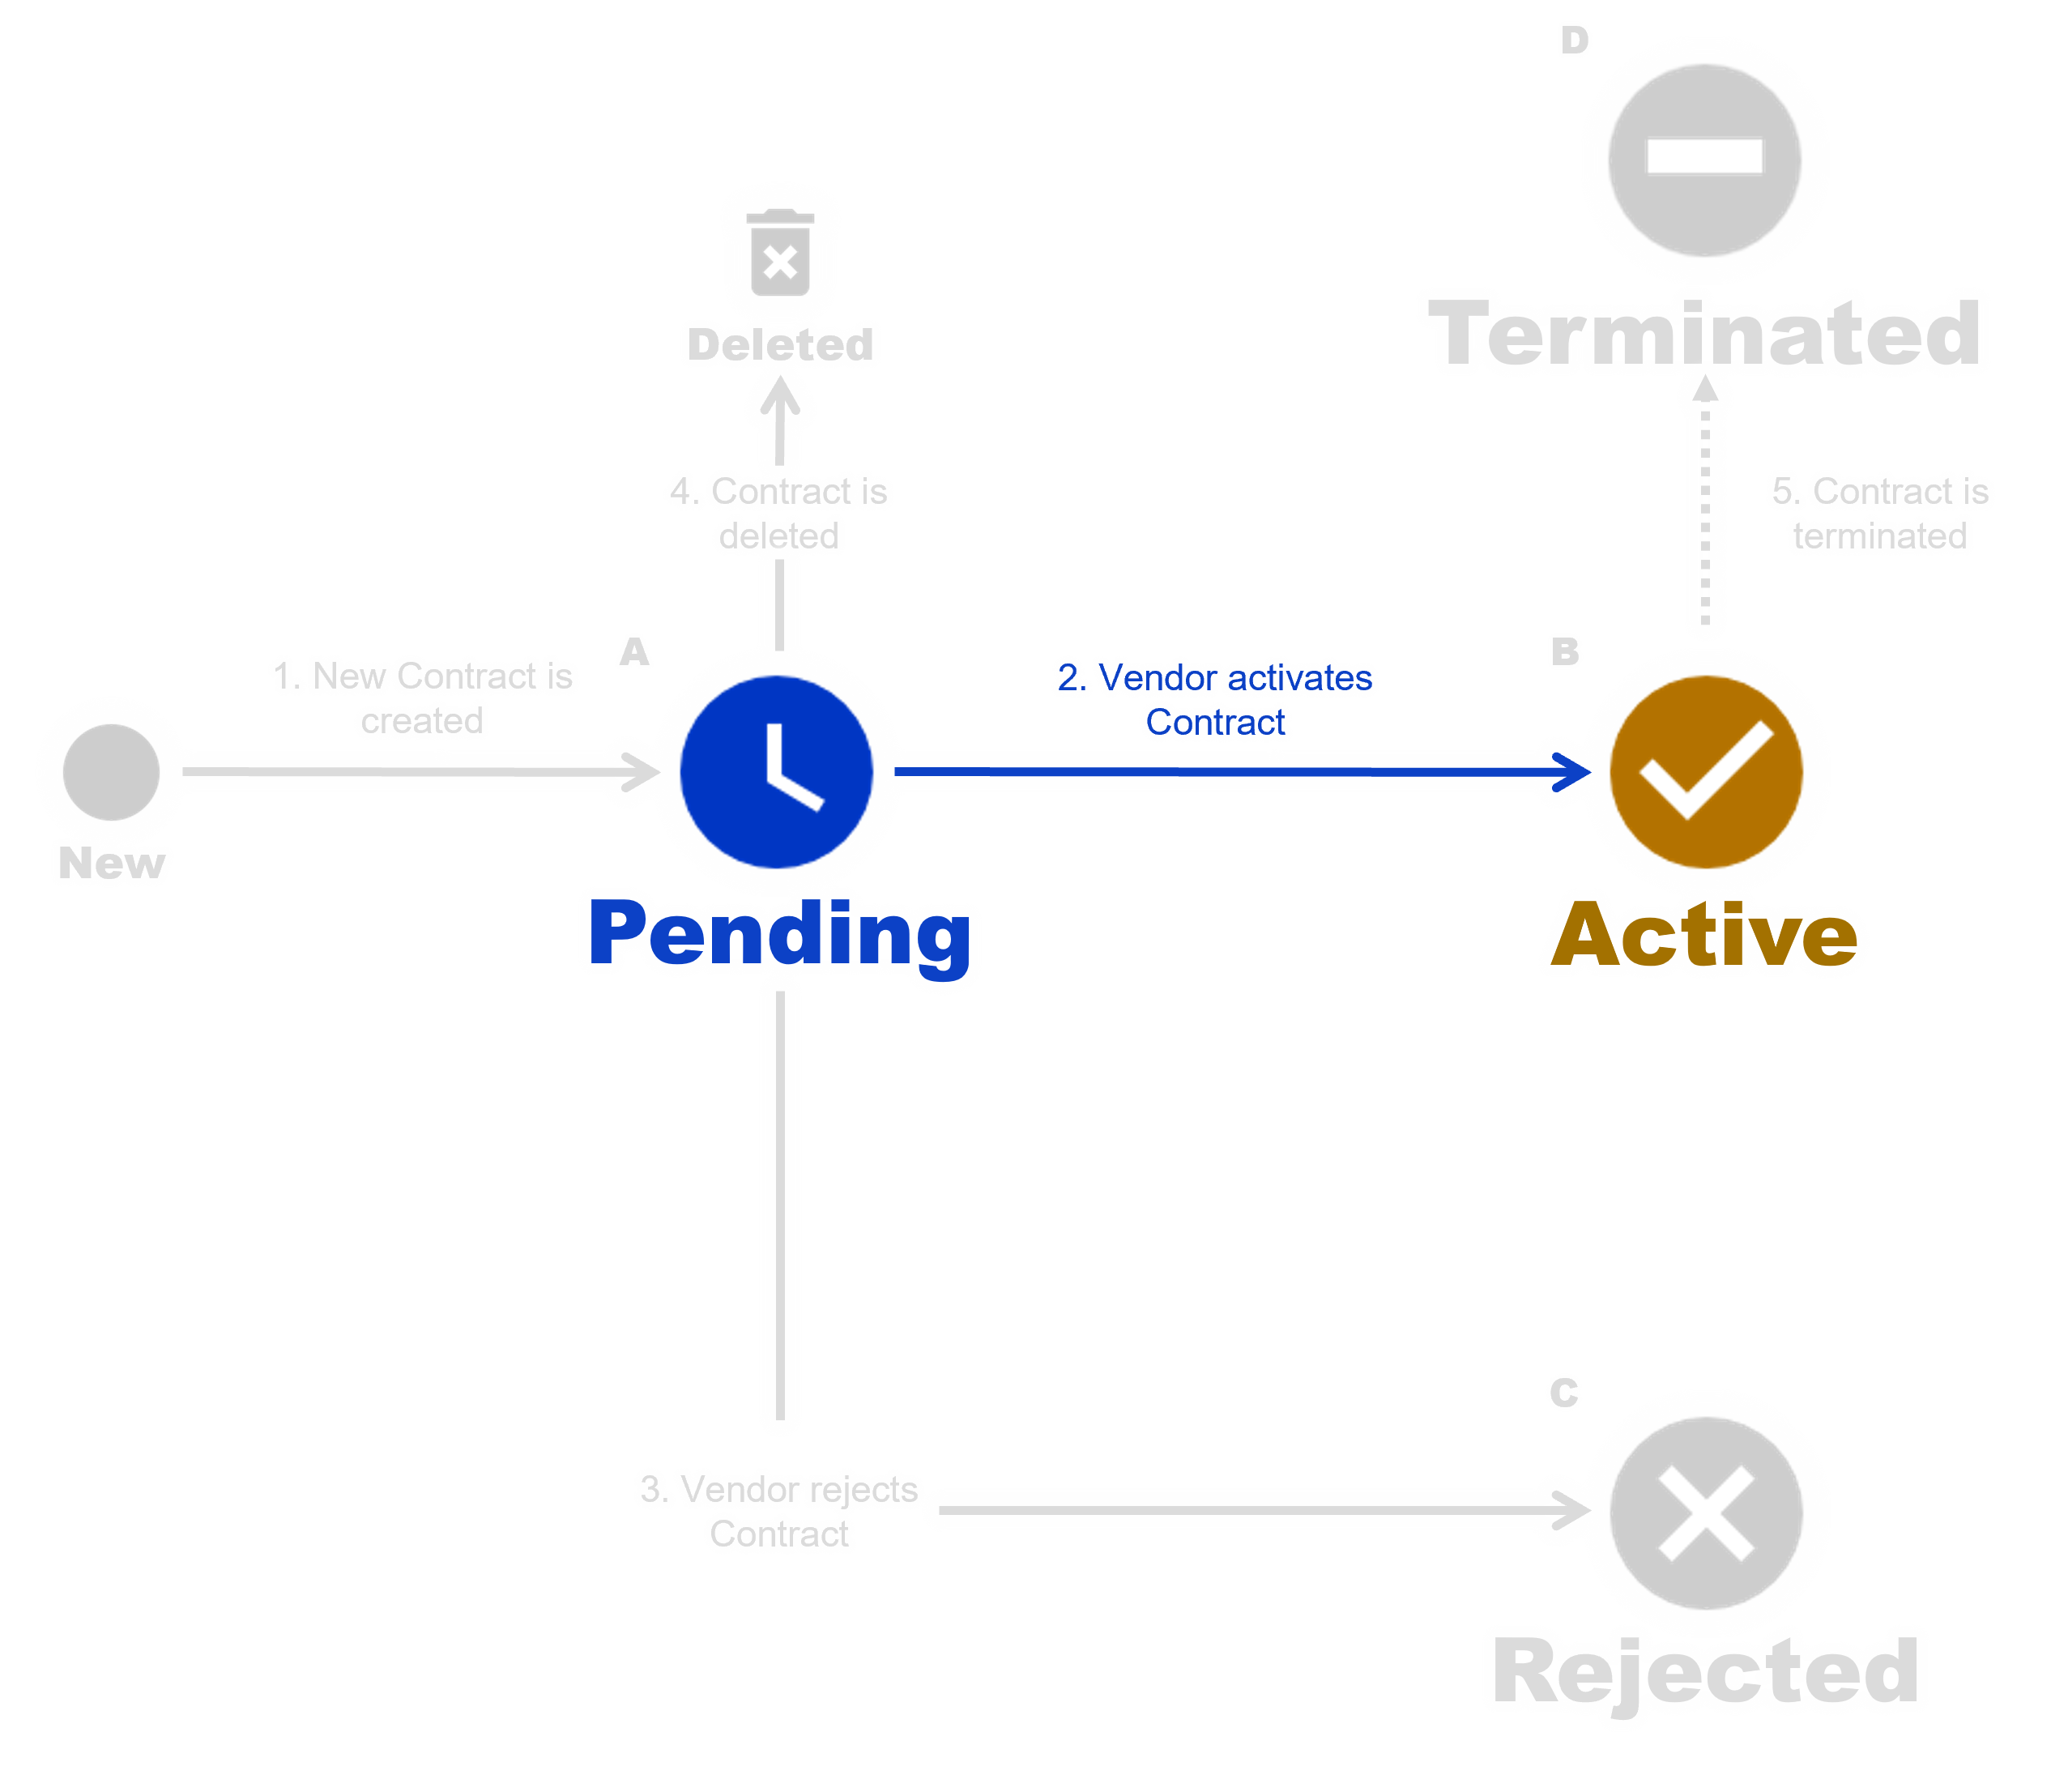 D
Terminated
Deleted
4. Contract is
deleted
5. Contract is
terminated
A
B
1. New Contract is
created
2. Vendor activates
Contract
New
Pending
Active
C
3. Vendor rejects
Contract
Rejected